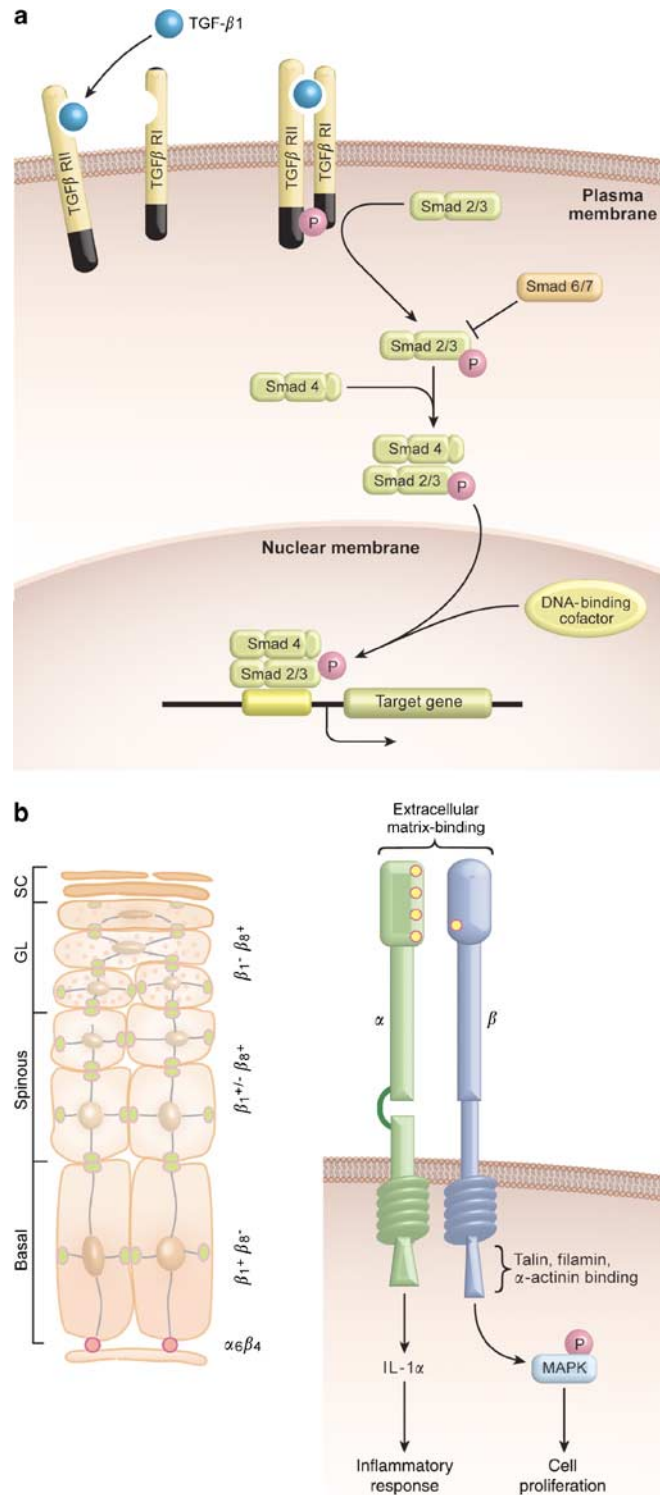 a
TGF-β1
TGFβ RII
TGFβ RI
TGFβ RII
TGFβ RI
P
Plasma
membrane
Smad 2/3
Smad 6/7
Smad 2/3
P
Smad 4
Smad 4
Smad 2/3
P
Nuclear membrane
DNA-binding
cofactor
Smad 4
Smad 2/3
P
Target gene
b
SC
GL
Spinous
Basal
β1- β8+
β1+/- β8+
β1+ β8-
α6β4
Extracellular
matrix-binding
α
β
Talin, filamin,
α-actinin binding
IL-1α
P
MAPK
Inflammatory
response
Cell
proliferation